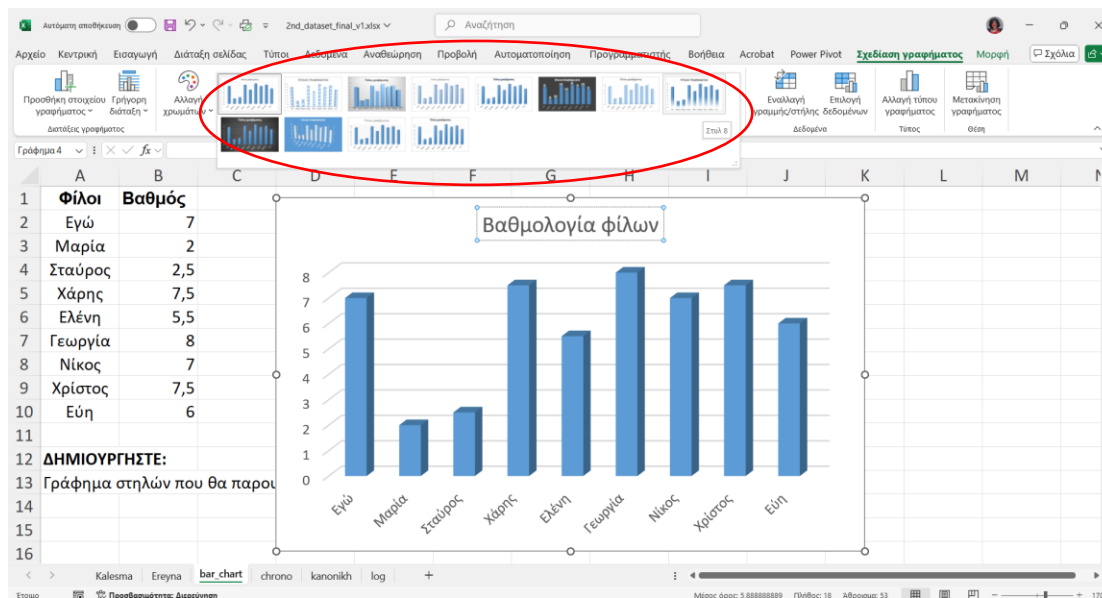 Αυτόματη αποθήκευση
2nd_dataset_final_v1.xlsx
Αναζήτηση
Αρχείο Κεντρική Εισαγωγή Διάταξη σελίδας Τύποι Δεδομένα Αναθεώρηση Προβολή Αυτοματοποίηση Προγραμματιστής Βοήθεια Acrobat Power Pivot Σχεδίαση γραφήματος Μορφή Σχόλια
Προσθήκη στοιχείου γραφήματος
Γρήγορη διάταξη
Αλλαγή χρωμάτων
Διατάξεις γραφήματος
Στυλ 8
Εναλλαγή
Επιλογή δεδομένων
Δεδομένα
Αλλαγή τύπου γραφήματος
Τύπος
Μετακίνηση γραφήματος
Θέση
Γράφημα 4
fx
A B C D E F G H I J K L M N
1 Φίλοι Βαθμός
2 Εγώ 7
3 Μαρία 2
4 Σταύρος 2,5
5 Χάρης 7,5
6 Ελένη 5,5
7 Γεωργία 8
8 Νίκος 7
9 Χρίστος 7,5
10 Εύη 6
11
12 ΔΗΜΙΟΥΡΓΗΣΤΕ:
13 Γράφημα στηλών που θα παρου
14
15
16
Βαθμολογία φίλων
8
7
6
5
4
3
2
1
0
Εγώ Μαρία Σταύρος Χάρης Ελένη Γεωργία Νίκος Χρίστος Εύη
Kalesma Ereyna bar_chart chrono kanonikh log
Έτοιμο
Προσβασιμότητα: Διερεύνηση
Μέσος όρος: 5,888888889 Πλήθος: 18 Άθροισμα: 53